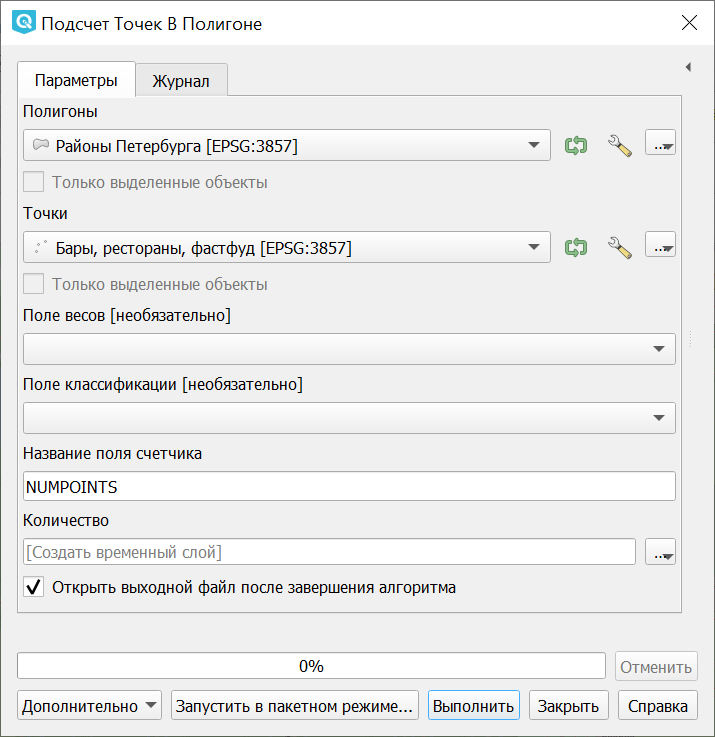 Подсчет Точек В Полигоне
Параметры
Журнал
Полигоны
Районы Петербурга [EPSG:3857]
...
Только выделенные объекты
Точки
Бары, рестораны, фастфуд [EPSG:3857]
...
Только выделенные объекты
Поле весов [необязательно]
Поле классификации [необязательно]
Название поля счетчика
NUMPOINTS
Количество
[Создать временный слой]
...
Открыть выходной файл после завершения алгоритма
0%
Отменить
Дополнительно
Запустить в пакетном режиме...
Выполнить
Закрыть
Справка